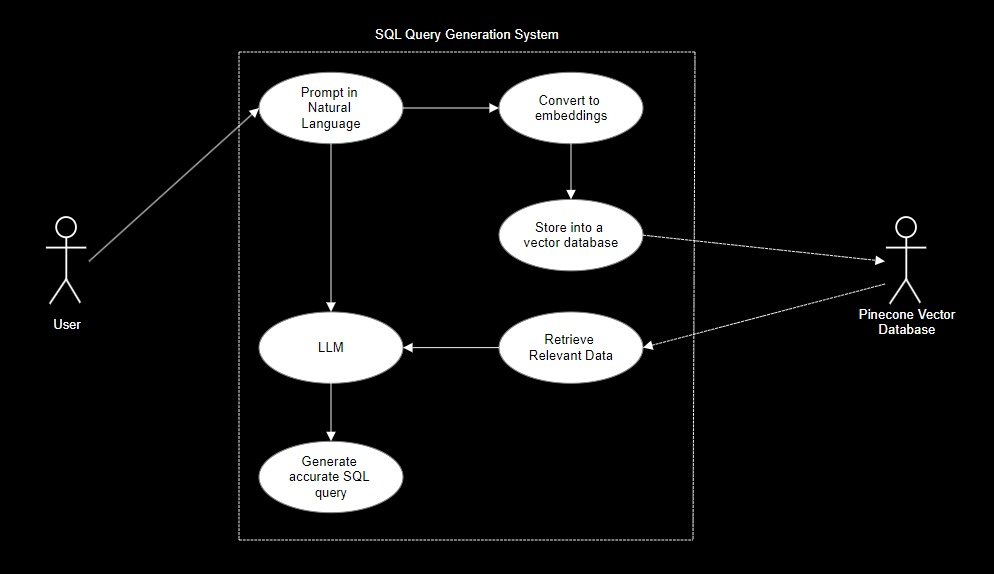 SQL Query Generation System
Prompt in
Natural
Language
Convert to
embeddings
Store into a
vector database
User
Pinecone Vector
Database
LLM
Retrieve
Relevant Data
Generate
accurate SQL
query